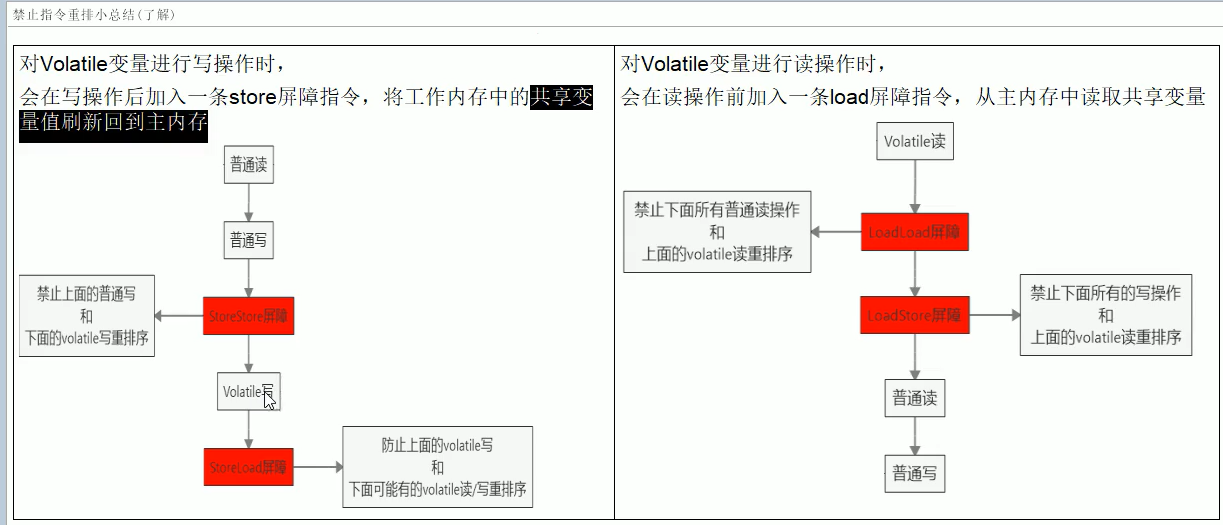 禁止指令重排小总结(了解)
对Volatile变量进行写操作时，
会在写操作后加入一条store屏障指令，将工作内存中的共享变
量值刷新回到主内存
普通读
普通写
StoreStore屏障
禁止上面的普通写
和
下面的volatile写重排序
Volatile写
StoreLoad屏障
防止上面的volatile写
和
下面可能有的volatile读/写重排序
对Volatile变量进行读操作时，
会在读操作前加入一条load屏障指令，从主内存中读取共享变量
Volatile读
LoadLoad屏障
禁止下面所有普通读操作
和
上面的volatile读重排序
LoadStore屏障
禁止下面所有的写操作
和
上面的volatile读重排序
普通读
普通写